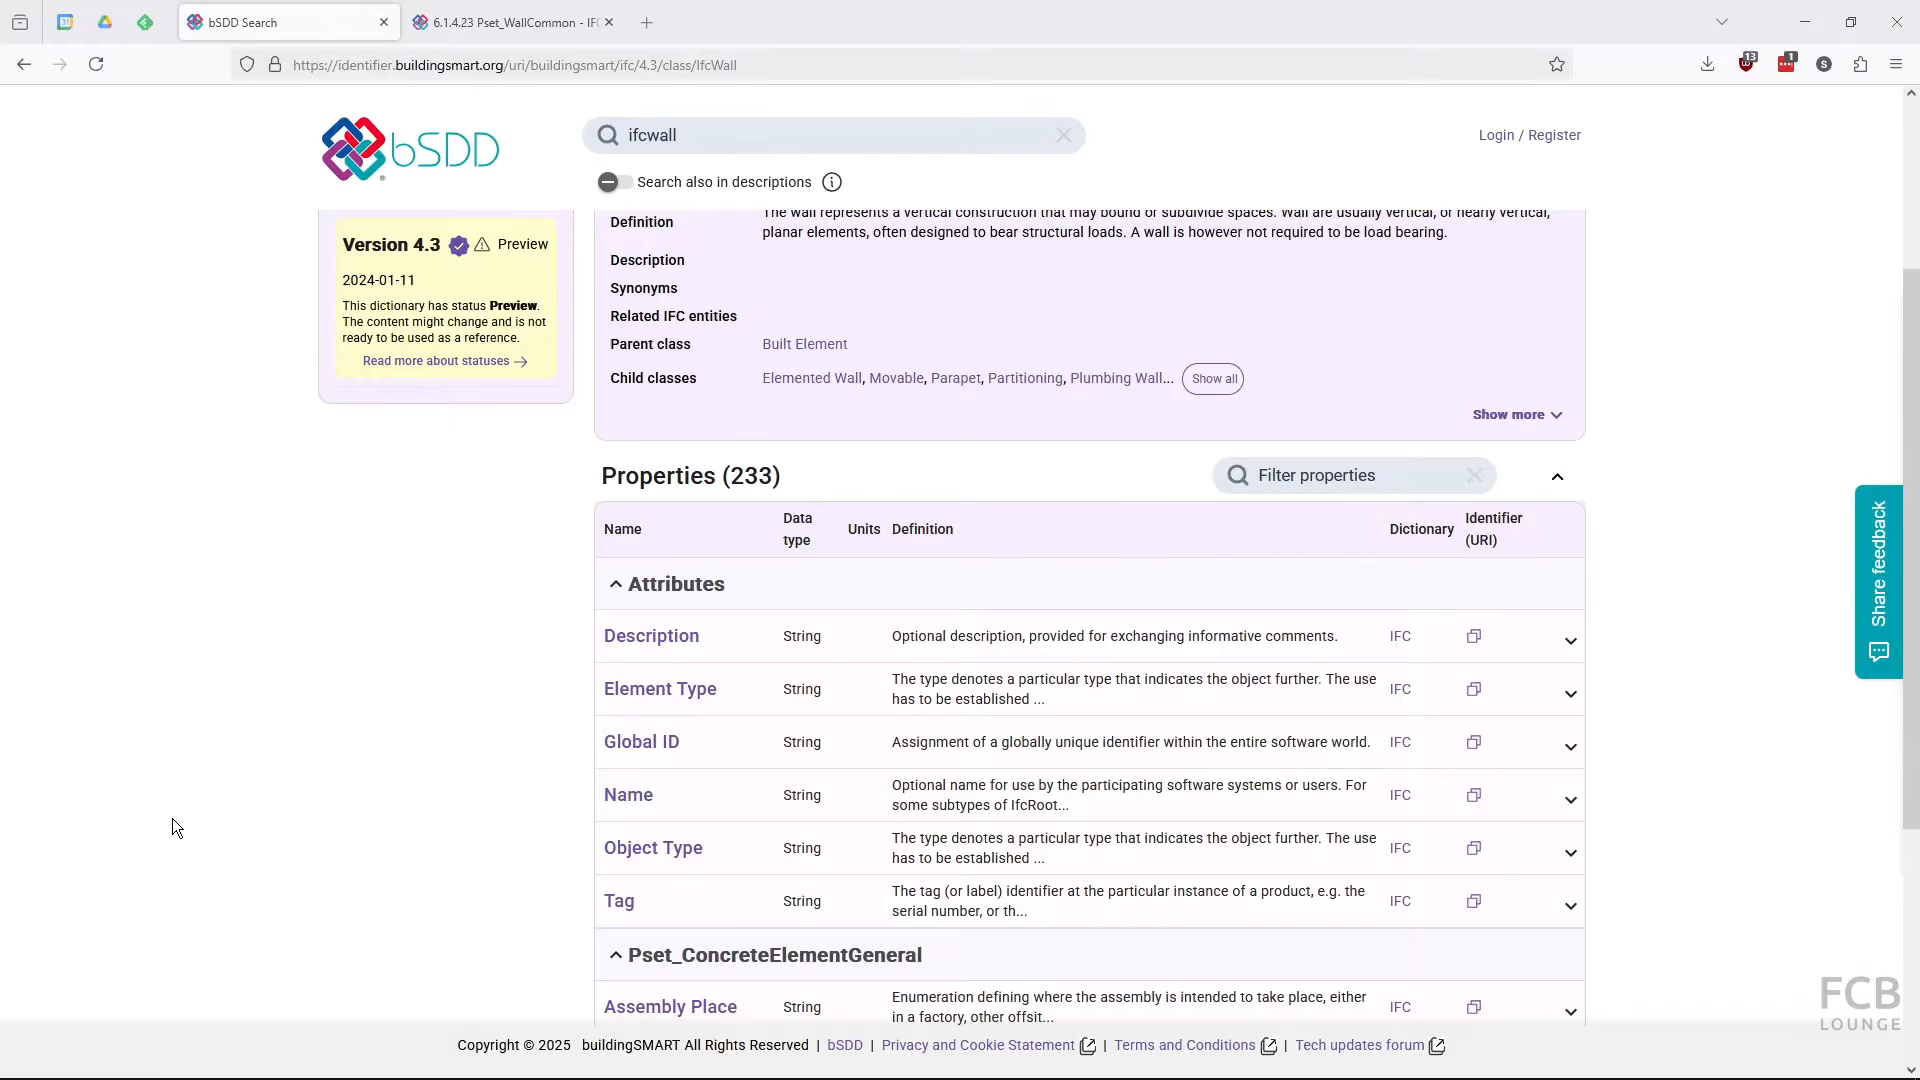 bSDD Search
6.1.4.23 Pset_WallCommon - IFC
https://identifier.buildingsmart.org/uri/buildingsmart/ifc/4.3/class/IfcWall
13
1
S
31
bSDD
®
ifcwall
Login / Register
Search also in descriptions
Version 4.3 Preview
2024-01-11
This dictionary has status Preview.
The content might change and is not
ready to be used as a reference.
Read more about statuses
Definition
The wall represents a vertical construction that may bound or subdivide spaces. Wall are usually vertical, or nearly vertical,
planar elements, often designed to bear structural loads. A wall is however not required to be load bearing.
Description
Synonyms
Related IFC entities
Parent class Built Element
Child classes Elemented Wall, Movable, Parapet, Partitioning, Plumbing Wall... Show all
Show more
Properties (233)
Filter properties
Name Data type Units Definition Dictionary Identifier (URI)
Attributes
Description String Optional description, provided for exchanging informative comments. IFC
Element Type String The type denotes a particular type that indicates the object further. The use
has to be established ... IFC
Global ID String Assignment of a globally unique identifier within the entire software world. IFC
Name String Optional name for use by the participating software systems or users. For
some subtypes of IfcRoot... IFC
Object Type String The type denotes a particular type that indicates the object further. The use
has to be established ... IFC
Tag String The tag (or label) identifier at the particular instance of a product, e.g. the
serial number, or th... IFC
Pset_ConcreteElementGeneral
Assembly Place String Enumeration defining where the assembly is intended to take place, either
in a factory, other offsit... IFC
Share feedback
FCB
LOUNGE
Copyright © 2025 buildingSMART All Rights Reserved | bSDD | Privacy and Cookie Statement | Terms and Conditions | Tech updates forum